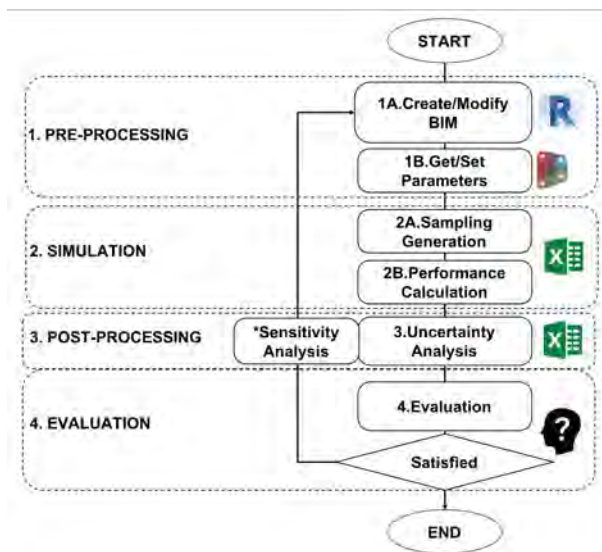 START
1. PRE-PROCESSING
1A.Create/Modify
BIM
R
1B.Get/Set
Parameters
2. SIMULATION
2A.Sampling
Generation
2B.Performance
Calculation
X
3. POST-PROCESSING
*Sensitivity
Analysis
3.Uncertainty
Analysis
X
4. EVALUATION
4.Evaluation
?
Satisfied
END